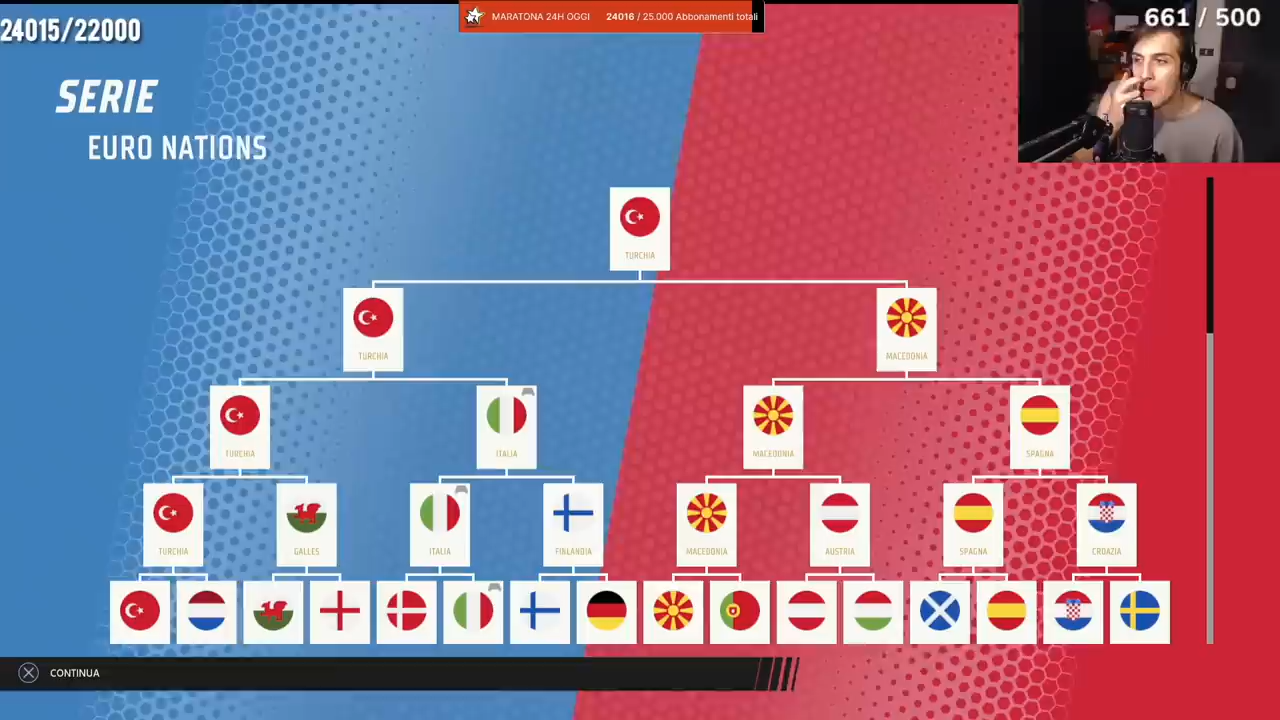 MARATONA 24H OGGI 24016 / 25.000 Abbonamenti totali
24015/22000
661 / 500
SERIE
EURO NATIONS
TURCHIA
TURCHIA
MACEDONIA
TURCHIA
ITALIA
MACEDONIA
SPAGNA
TURCHIA
GALLES
ITALIA
FINLANDIA
MACEDONIA
AUSTRIA
SPAGNA
CROAZIA
CONTINUA